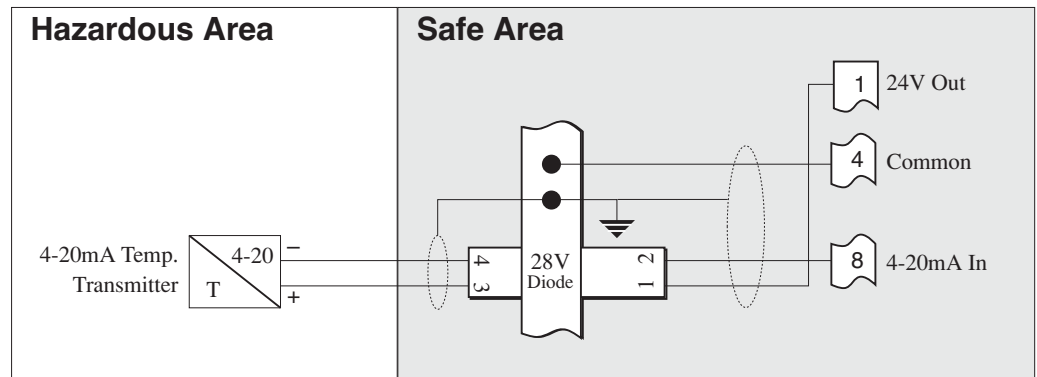 Hazardous Area
Safe Area
1
24V Out
4
Common
4-20mA Temp.
Transmitter
4-20
T
–
+
4
3
28V
Diode
2
1
8
4-20mA In